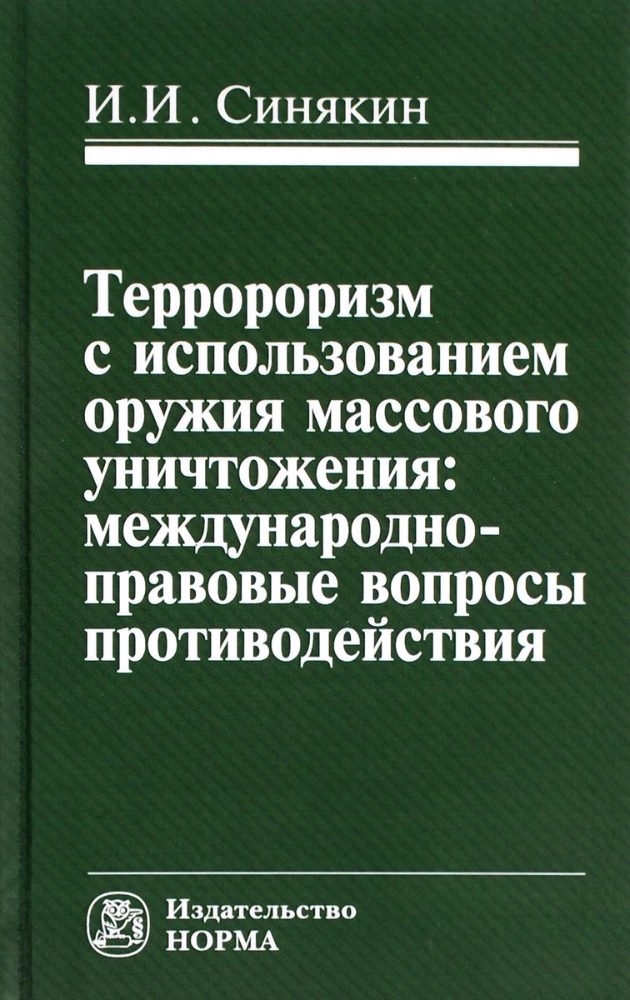 И.И. Синякин
Терророризм
с использованием
оружия массового
уничтожения:
международно-
правовые вопросы
противодействия
§
Издательство
НОРМА